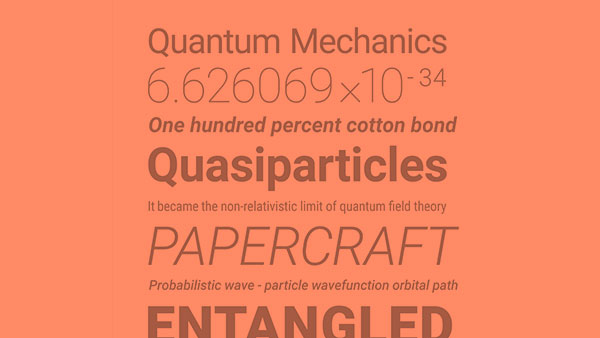 Quantum Mechanics
6.626069×10-34
One hundred percent cotton bond
Quasiparticles
It became the non-relativistic limit of quantum field theory
PAPERCRAFT
Probabilistic wave - particle wavefunction orbital path
ENTANGLED